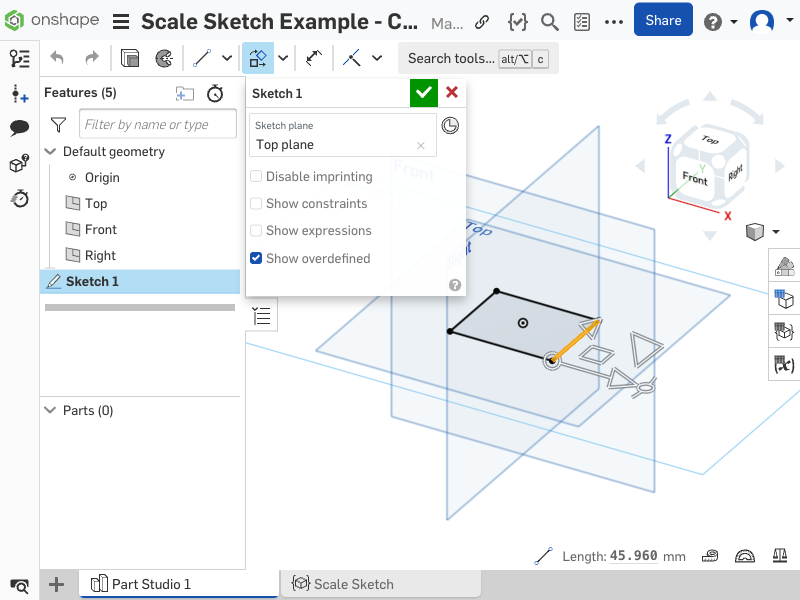 onshape Scale Sketch Example - C... Ma... Share
Search tools... alt/⌥ c
Features (5)
Filter by name or type
Default geometry
Origin
Top
Front
Right
Sketch 1
Parts (0)
Sketch 1
Sketch plane
Top plane
Disable imprinting
Show constraints
Show expressions
Show overdefined
Front
Top
Right
Z
Top
Front
Right
Y
X
Length: 45.960 mm
Part Studio 1
Scale Sketch